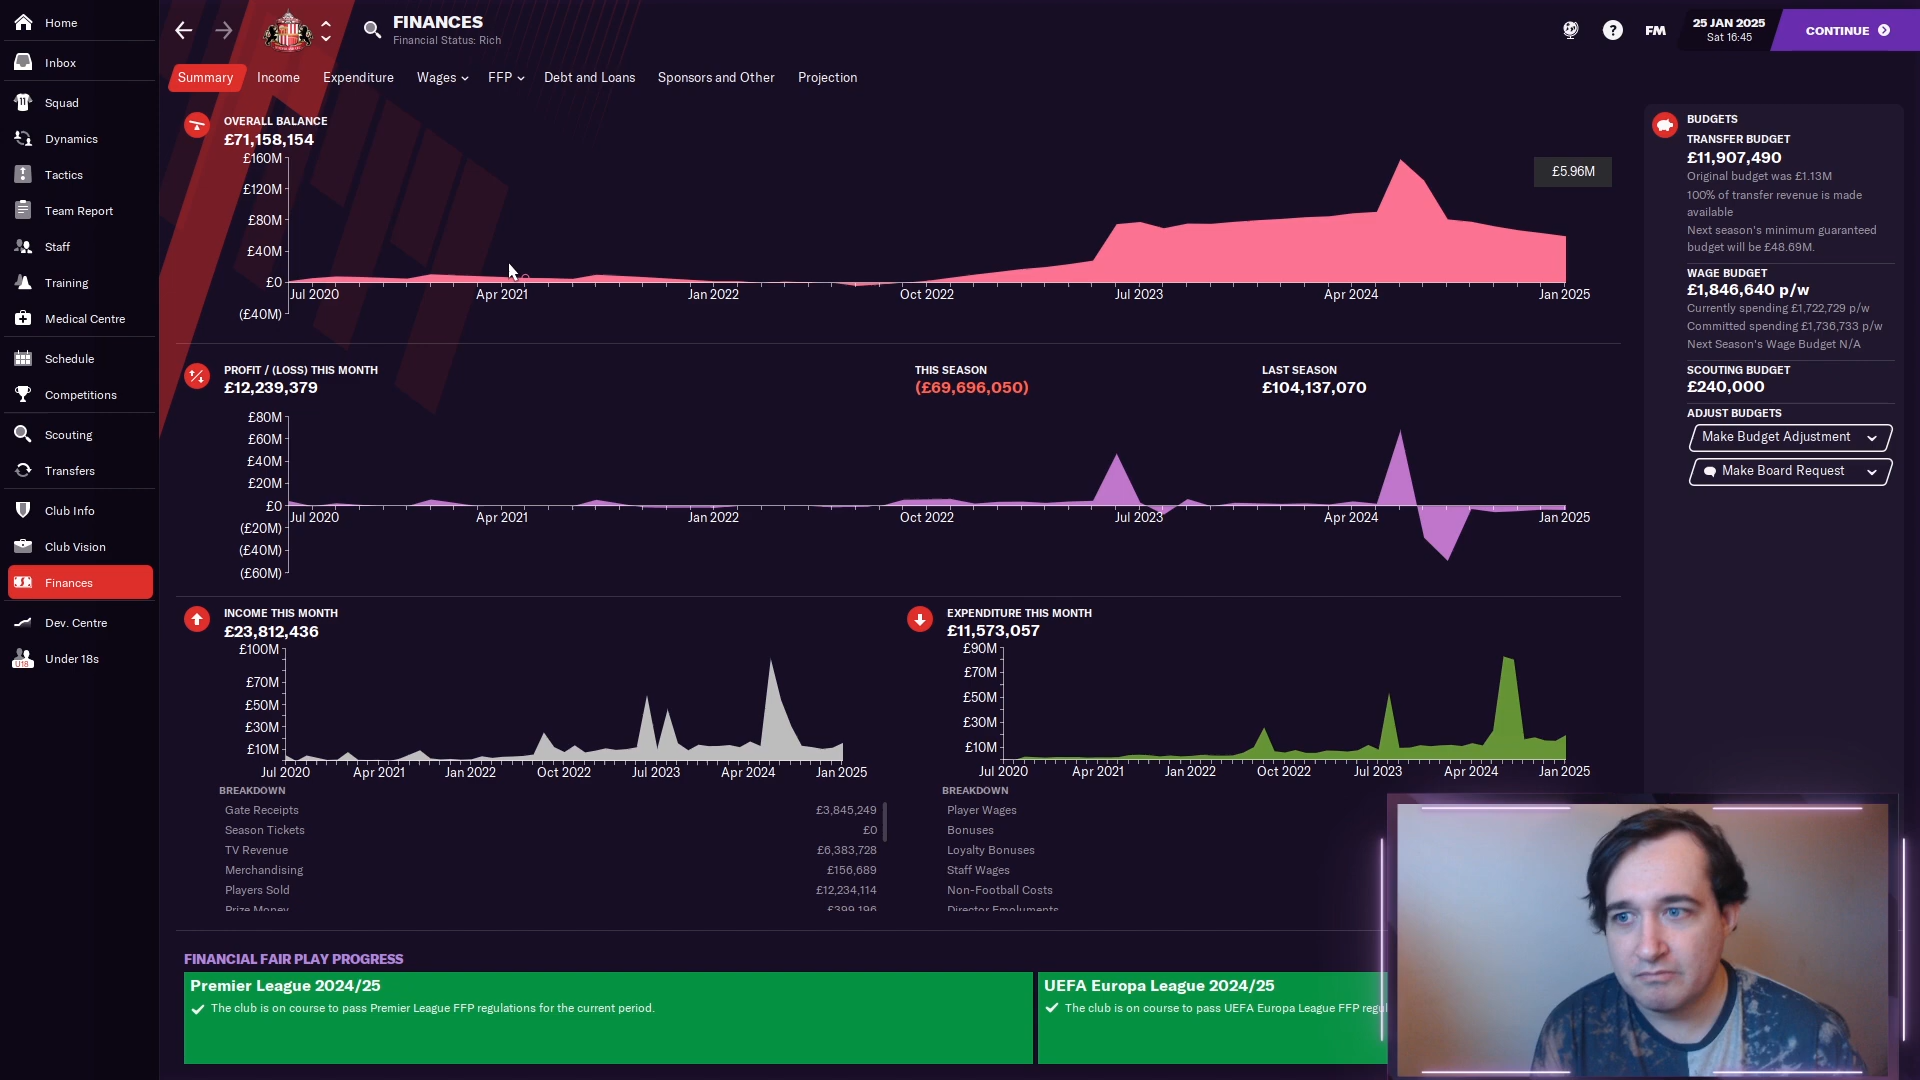 Home
Inbox
Squad
Dynamics
Tactics
Team Report
Staff
Training
Medical Centre
Schedule
Competitions
Scouting
Transfers
Club Info
Club Vision
Finances
Dev. Centre
U18
Under 18s
FINANCES
Financial Status: Rich
?
FM
25 JAN 2025
Sat 16:45
CONTINUE
Summary
Income
Expenditure
Wages
FFP
Debt and Loans
Sponsors and Other
Projection
OVERALL BALANCE
£71,158,154
£160M
£120M
£80M
£40M
£0
(£40M)
£5.96M
Jul 2020 Apr 2021 Jan 2022 Oct 2022 Jul 2023 Apr 2024 Jan 2025
PROFIT / (LOSS) THIS MONTH
£12,239,379
THIS SEASON
(£69,696,050)
LAST SEASON
£104,137,070
£80M
£60M
£40M
£20M
£0
(£20M)
(£40M)
(£60M)
Jul 2020 Apr 2021 Jan 2022 Oct 2022 Jul 2023 Apr 2024 Jan 2025
INCOME THIS MONTH
£23,812,436
£100M
£70M
£50M
£30M
£10M
Jul 2020 Apr 2021 Jan 2022 Oct 2022 Jul 2023 Apr 2024 Jan 2025
BREAKDOWN
Gate Receipts £3,845,249
Season Tickets £0
TV Revenue £6,383,728
Merchandising £156,689
Players Sold £12,234,114
Prize Money £399,196
EXPENDITURE THIS MONTH
£11,573,057
£90M
£70M
£50M
£30M
£10M
Jul 2020 Apr 2021 Jan 2022 Oct 2022 Jul 2023 Apr 2024 Jan 2025
BREAKDOWN
Player Wages
Bonuses
Loyalty Bonuses
Staff Wages
Non-Football Costs
Director Emoluments
FINANCIAL FAIR PLAY PROGRESS
Premier League 2024/25
The club is on course to pass Premier League FFP regulations for the current period.
UEFA Europa League 2024/25
The club is on course to pass UEFA Europa League FFP regul
BUDGETS
TRANSFER BUDGET
£11,907,490
Original budget was £1.13M
100% of transfer revenue is made
available
Next season's minimum guaranteed
budget will be £48.69M.
WAGE BUDGET
£1,846,640 p/w
Currently spending £1,722,729 p/w
Committed spending £1,736,733 p/w
Next Season's Wage Budget N/A
SCOUTING BUDGET
£240,000
ADJUST BUDGETS
Make Budget Adjustment
Make Board Request